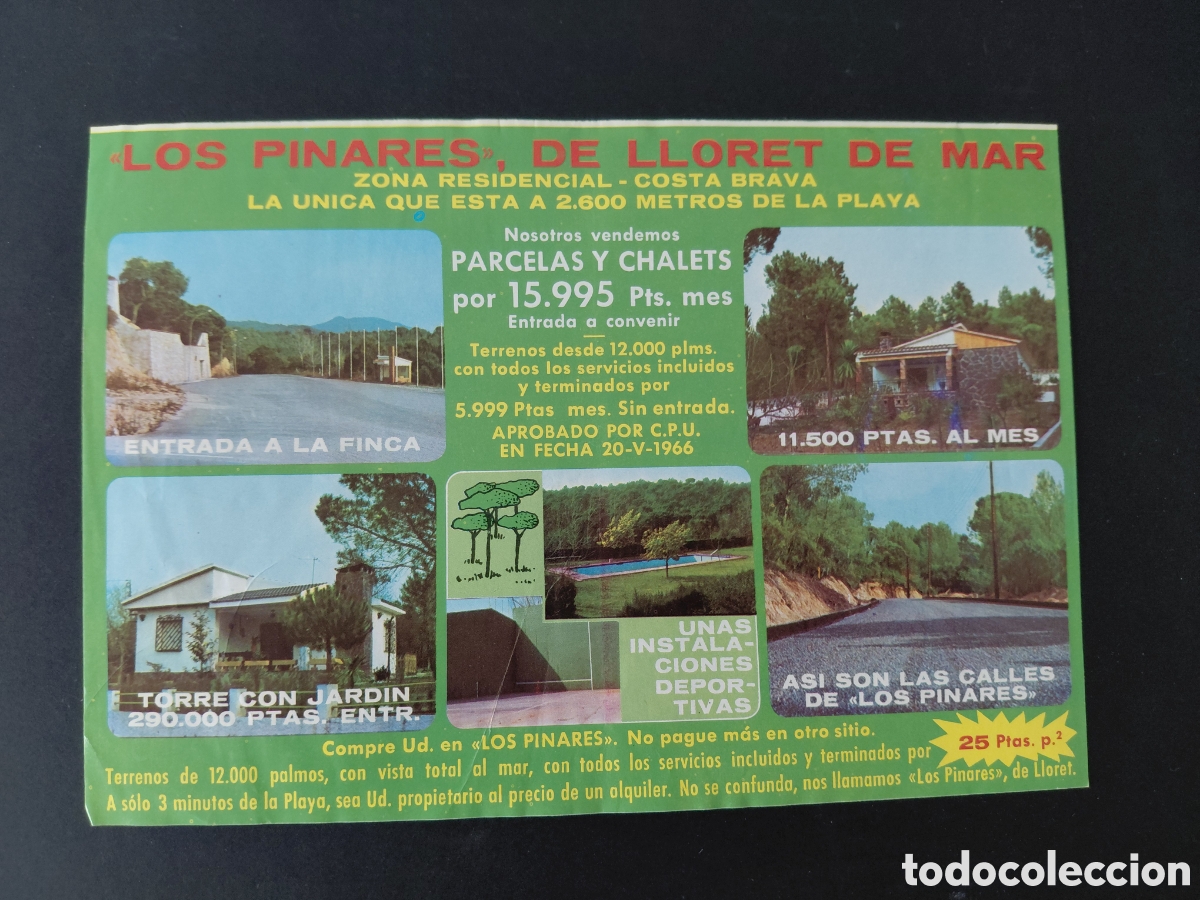 «LOS PINARES», DE LLORET DE MAR
ZONA RESIDENCIAL - COSTA BRAVA
LA UNICA QUE ESTA A 2.600 METROS DE LA PLAYA
Nosotros vendemos
PARCELAS Y CHALETS
por 15.995 Pts. mes
Entrada a convenir
Terrenos desde 12.000 plms.
con todos los servicios incluidos
y terminados por
5.999 Ptas mes. Sin entrada.
APROBADO POR C.P.U.
EN FECHA 20-V-1966
ENTRADA A LA FINCA
11.500 PTAS. AL MES
TORRE CON JARDIN
290.000 PTAS. ENTR.
UNAS
INSTALA-
CIONES
DEPOR-
TIVAS
ASI SON LAS CALLES
DE «LOS PINARES»
Compre Ud. en «LOS PINARES». No pague más en otro sitio.
Terrenos de 12.000 palmos, con vista total al mar, con todos los servicios incluidos y terminados por 25 Ptas. p.²
A sólo 3 minutos de la Playa, sea Ud. propietario al precio de un alquiler. No se confunda, nos llamamos «Los Pinares», de Lloret.
todocoleccion